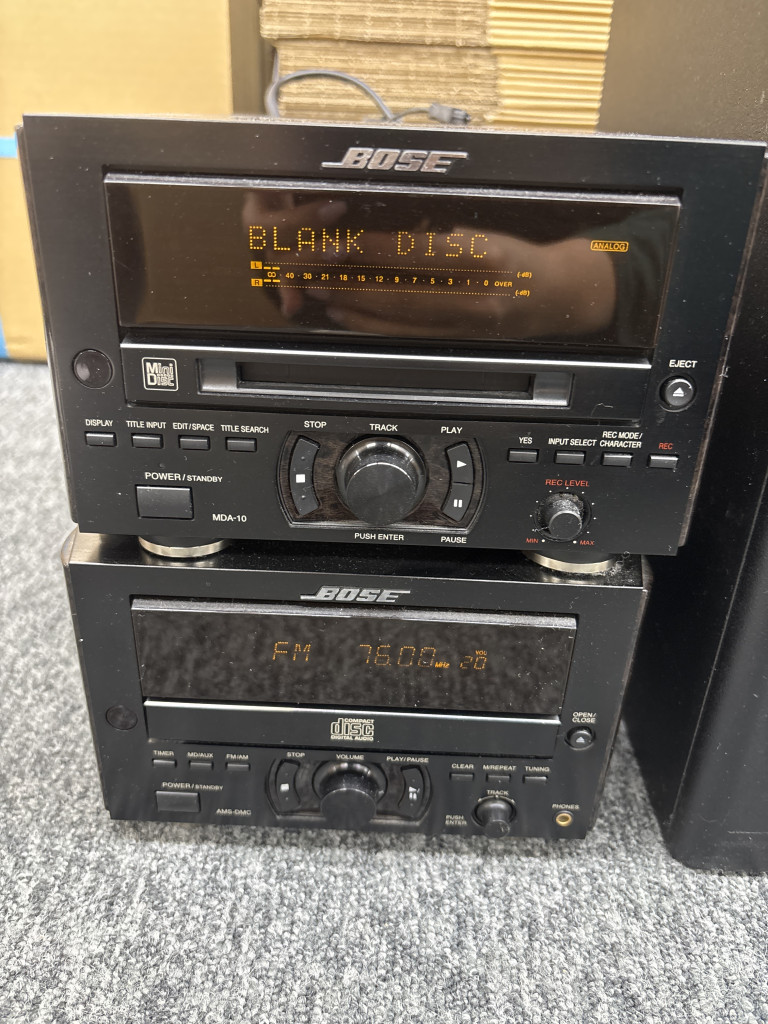 BOSE
BLANK DISC
ANALOG
L
∞ · 40 · 30 · 21 · 18 · 15 · 12 · 9 · 7 · 5 · 3 · 1 · 0 OVER
(-dB)
R
(-dB)
Mini Disc
EJECT
DISPLAY TITLE INPUT EDIT/SPACE TITLE SEARCH
STOP TRACK PLAY
YES INPUT SELECT REC MODE/ CHARACTER REC
POWER/STANDBY
MDA-10
PUSH ENTER PAUSE
REC LEVEL
MIN MAX
BOSE
FM 76.00 MHz VOL 20
COMPACT
disc
DIGITAL AUDIO
OPEN/
CLOSE
TIMER MD/AUX FM/AM
STOP VOLUME PLAY/PAUSE
CLEAR M/REPEAT TUNING
POWER/STANDBY
AMS-DMC
TRACK
PUSH
ENTER
PHONES